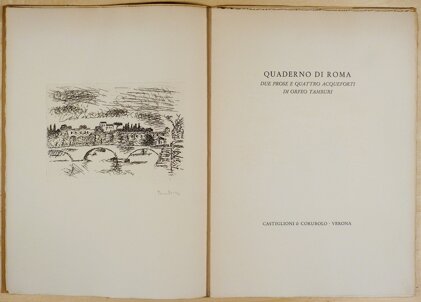 QUADERNO DI ROMA
DUE PROSE E QUATTRO ACQUEFORTI
DI ORFEO TAMBURI
CASTIGLIONI & CORUBOLO · VERONA